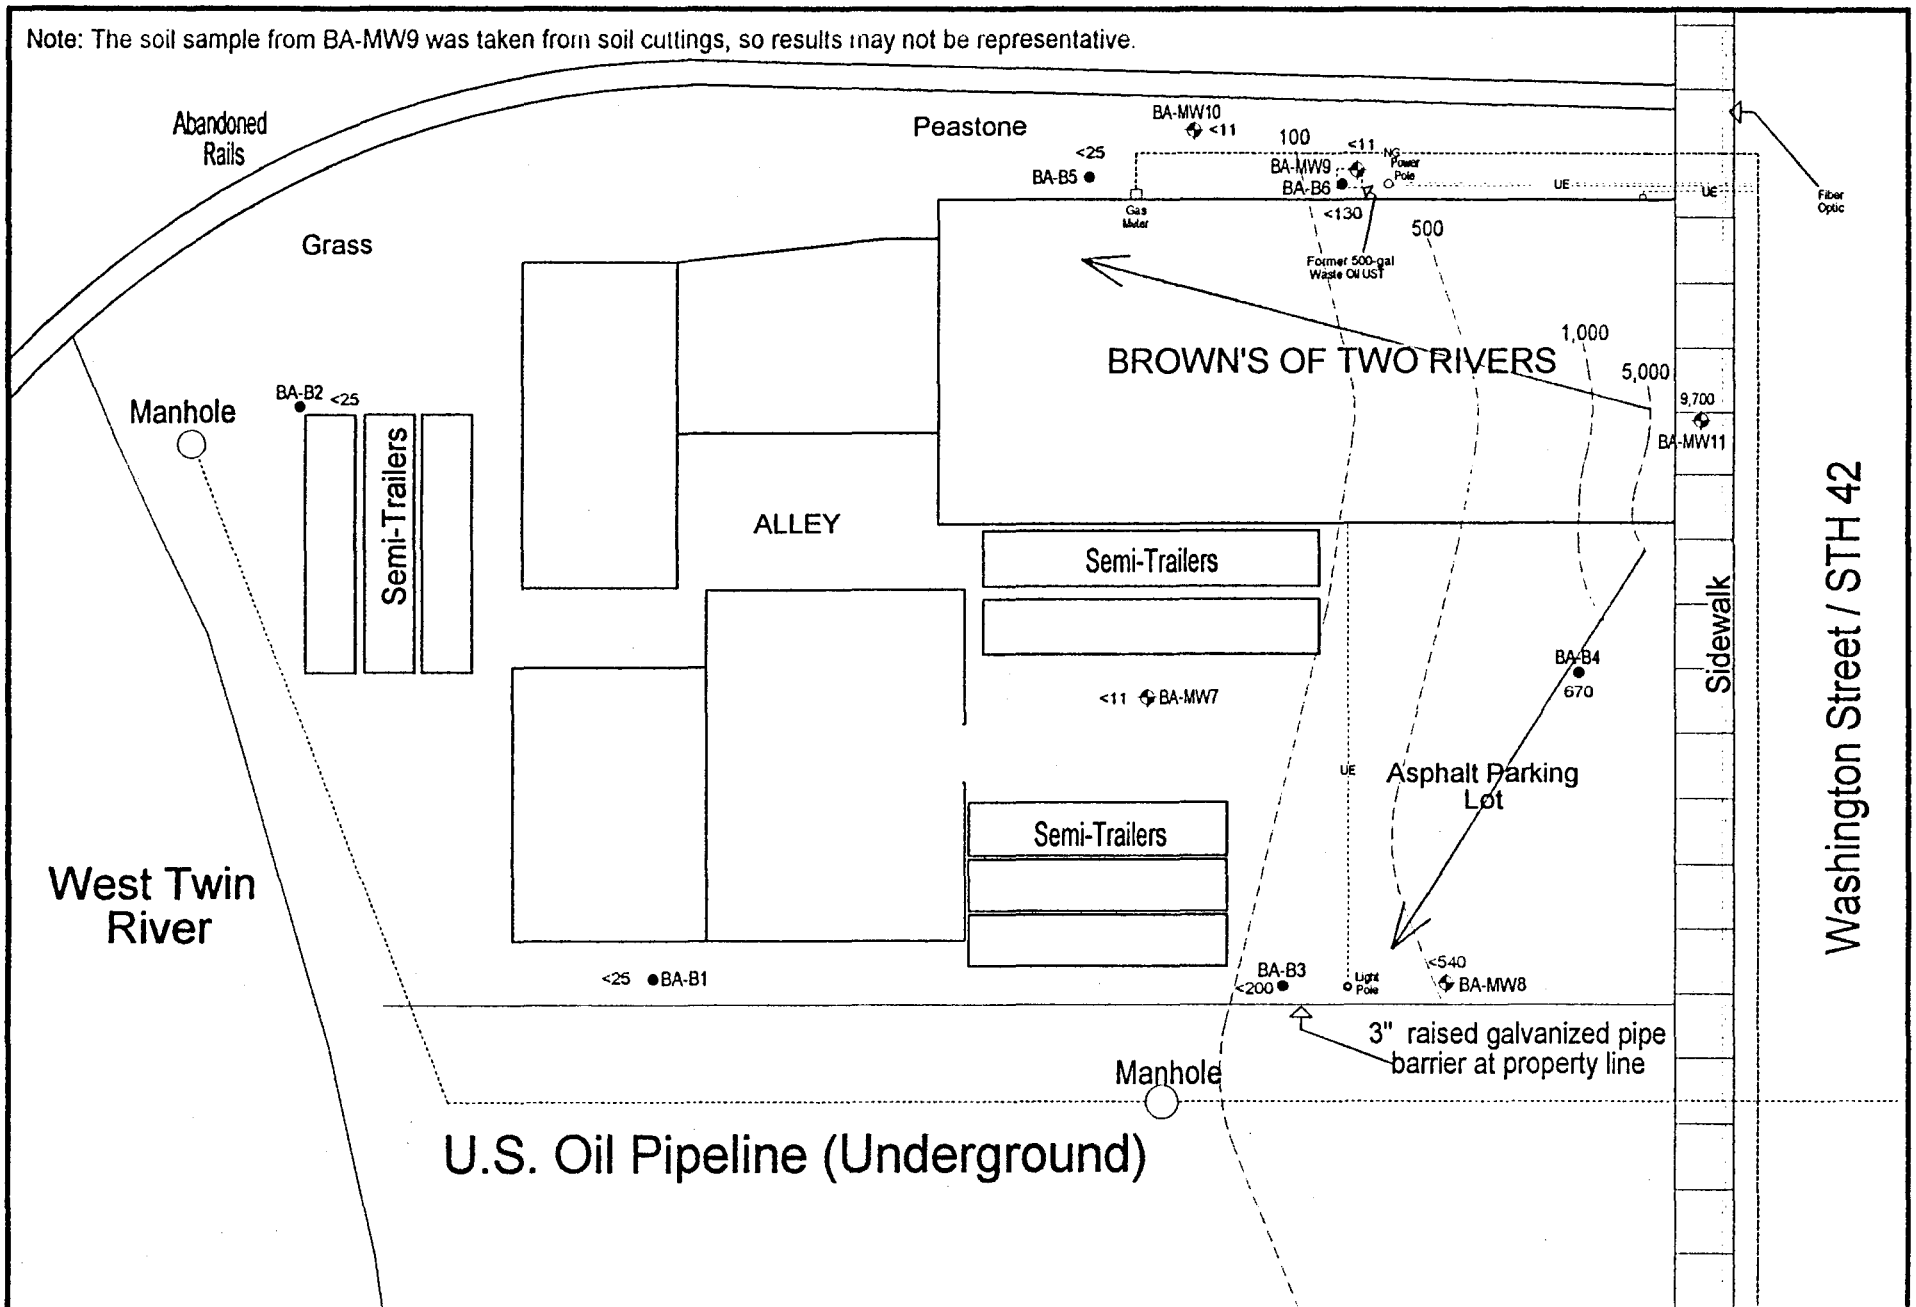 Note: The soil sample from BA-MW9 was taken from soil cuttings, so results may not be representative.
Abandoned
Rails
Peastone
BA-MW10
<11
100
<11
NG
Power
Pole
BA-MW9
BA-B6
<130
<25
BA-B5
Gas
Meter
UE
UE
Fiber
Optic
Grass
500
Former 500-gal
Waste Oil UST
1,000
5,000
BROWN'S OF TWO RIVERS
9,700
BA-MW11
BA-B2
<25
Manhole
Semi-Trailers
ALLEY
Semi-Trailers
Sidewalk
Washington Street / STH 42
BA-B4
670
<11
BA-MW7
UE
Asphalt Parking
Lot
Semi-Trailers
West Twin
River
<25
BA-B1
BA-B3
<200
Light
Pole
<540
BA-MW8
3" raised galvanized pipe
barrier at property line
Manhole
U.S. Oil Pipeline (Underground)